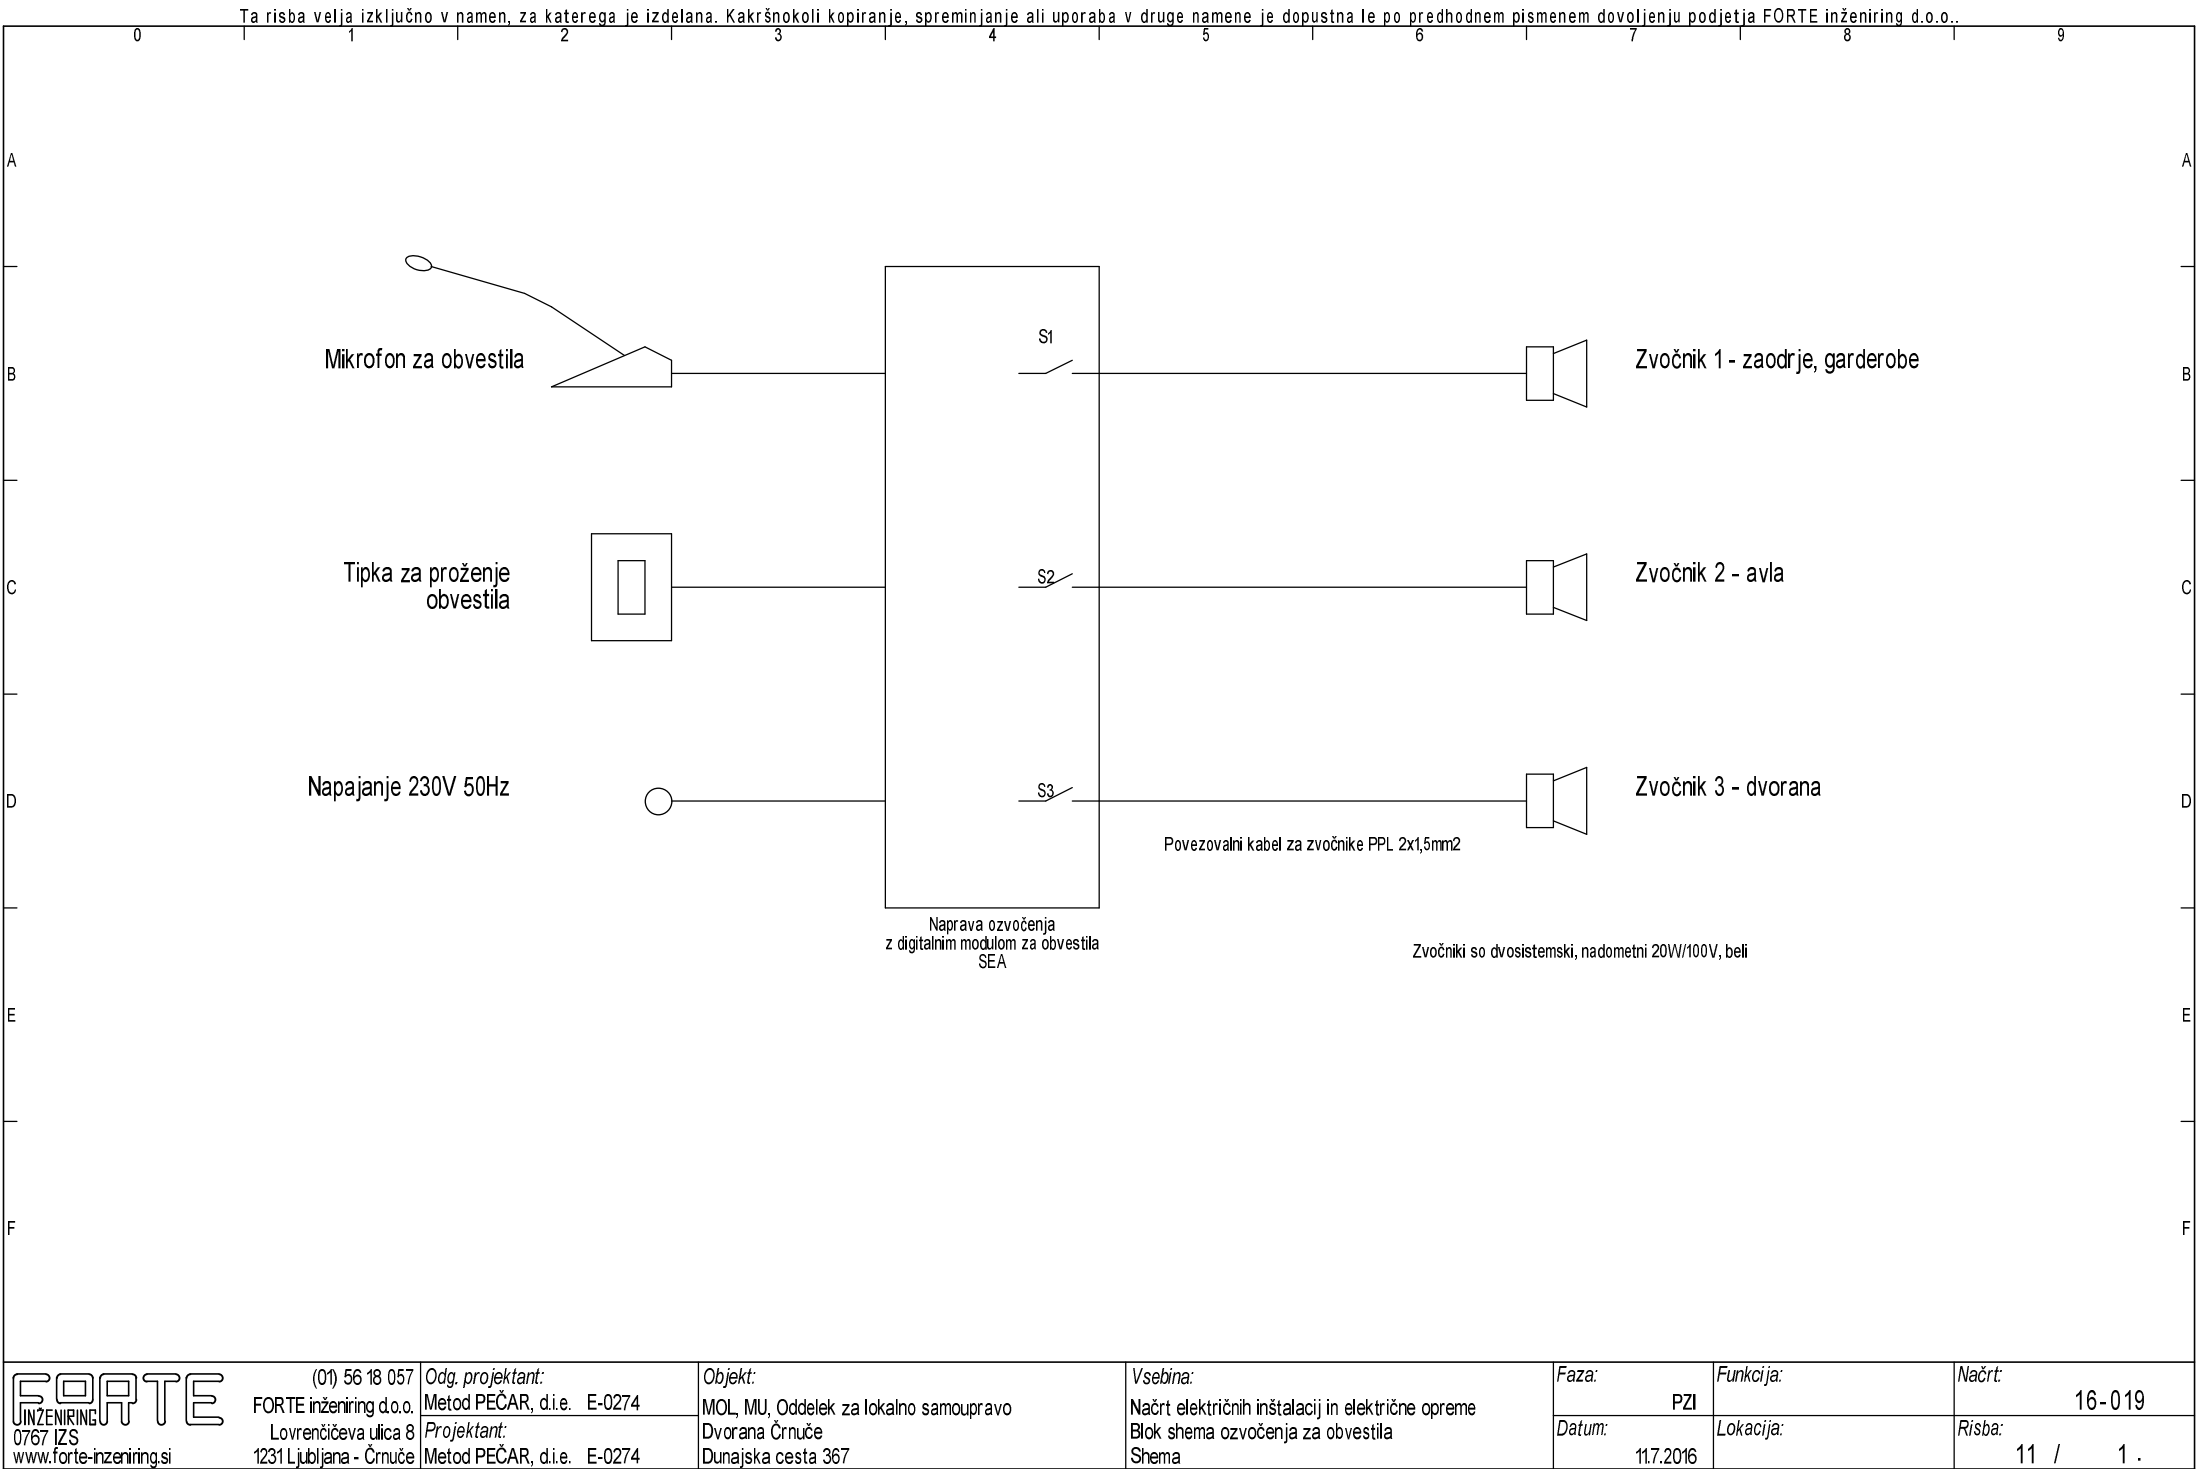 Ta risba velja izključno v namen, za katerega je izdelana. Kakršnokoli kopiranje, spreminjanje ali uporaba v druge namene je dopustna le po predhodnem pismenem dovoljenju podjetja FORTE inženiring d.o.o..
0 1 2 3 4 5 6 7 8 9
A A
S1
Mikrofon za obvestila
Zvočnik 1 - zaodrje, garderobe
B B
Tipka za proženje
obvestila
S2
Zvočnik 2 - avla
C C
Napajanje 230V 50Hz
S3
Zvočnik 3 - dvorana
D D
Povezovalni kabel za zvočnike PPL 2x1,5mm2
Naprava ozvočenja
z digitalnim modulom za obvestila
SEA
Zvočniki so dvosistemski, nadometni 20W/100V, beli
E E
F F
FORTE
INŽENIRING
0767 IZS
www.forte-inzeniring.si
(01) 56 18 057
FORTE inženiring d.o.o.
Lovrenčičeva ulica 8
1231 Ljubljana - Črnuče
Odg. projektant:
Metod PEČAR, d.i.e. E-0274
Projektant:
Metod PEČAR, d.i.e. E-0274
Objekt:
MOL, MU, Oddelek za lokalno samoupravo
Dvorana Črnuče
Dunajska cesta 367
Vsebina:
Načrt električnih inštalacij in električne opreme
Blok shema ozvočenja za obvestila
Shema
Faza:
PZI
Datum:
11.7.2016
Funkcija:
Lokacija:
Načrt:
16-019
Risba:
11 / 1 .